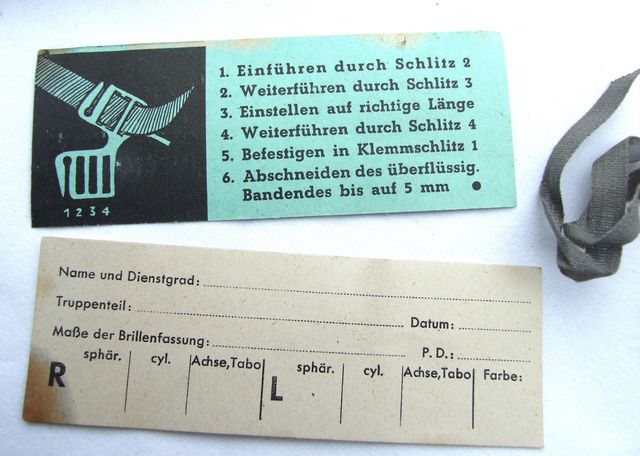 1. Einführen durch Schlitz 2
2. Weiterführen durch Schlitz 3
3. Einstellen auf richtige Länge
4. Weiterführen durch Schlitz 4
5. Befestigen in Klemmschlitz 1
6. Abschneiden des überflüssig.
Bandendes bis auf 5 mm
1 2 3 4
Name und Dienstgrad:
Truppenteil: Datum:
Maße der Brillenfassung: P. D.:
R sphär. cyl. Achse,Tabo L sphär. cyl. Achse,Tabo Farbe: